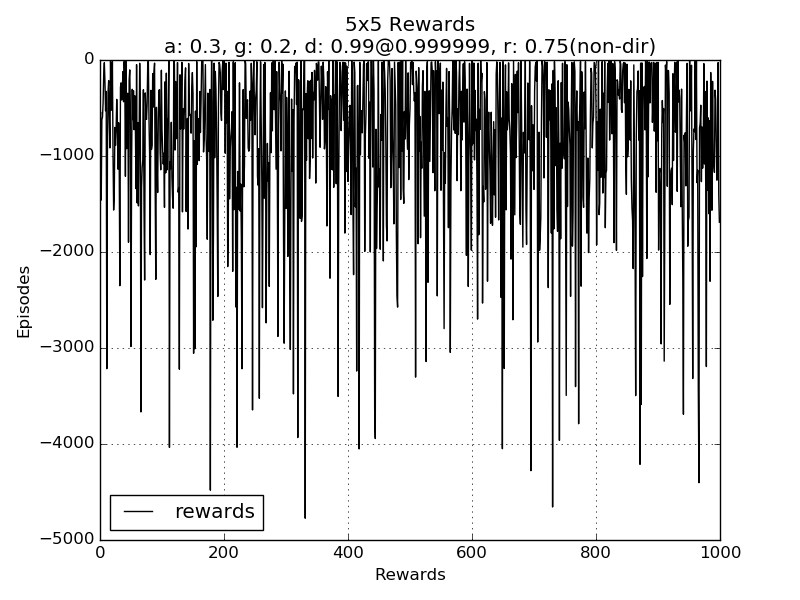 5x5 Rewards
a: 0.3, g: 0.2, d: 0.99@0.999999, r: 0.75(non-dir)
0
−1000
−2000
−3000
−4000
−5000
Episodes
rewards
0 200 400 600 800 1000
Rewards